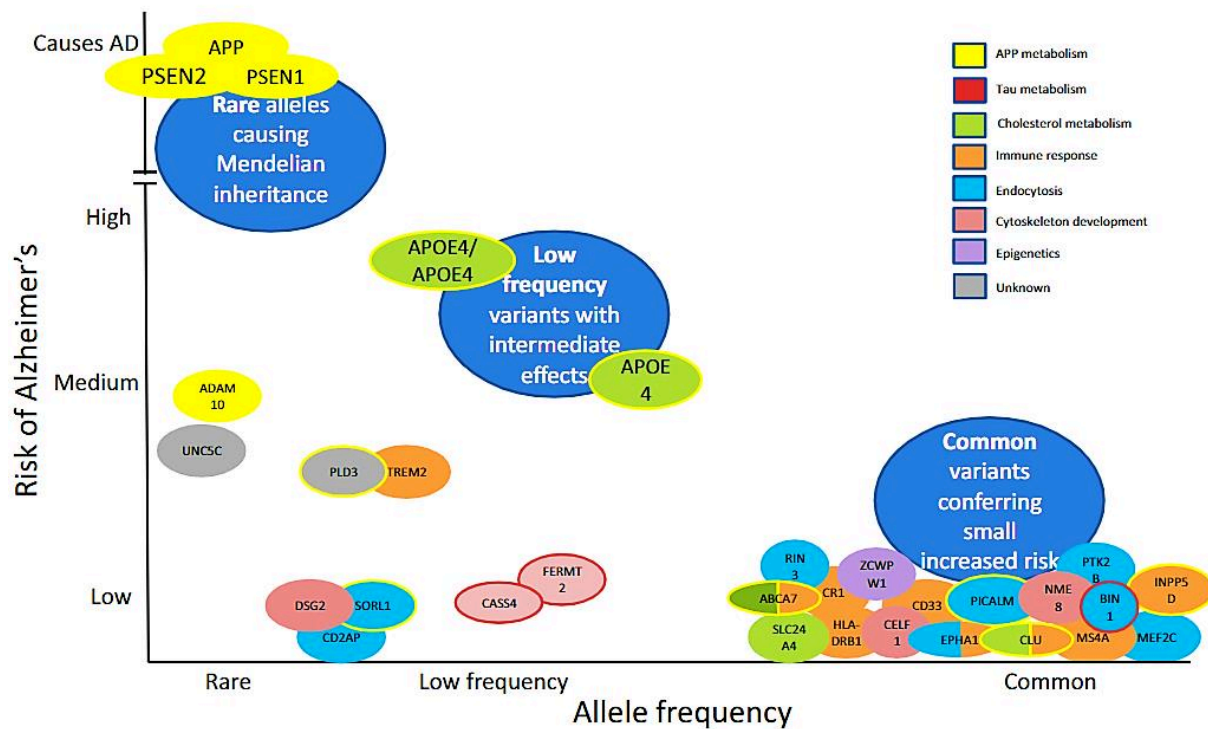 Causes AD
APP
PSEN2
PSEN1
Rare alleles
causing
Mendelian
inheritance
High
APOE4/
APOE4
Low
frequency
variants with
intermediate
effects
APOE
4
Medium
ADAM
10
UNC5C
PLD3
TREM2
Common
variants
conferring
small
increased risk
Low
DSG2
SORL1
CD2AP
CASS4
FERMT
2
RIN
3
ZCWP
W1
ABCA7
CR1
SLC24
A4
HLA-
DRB1
CELF
1
CD33
EPHA1
PICALM
CLU
NME
8
PTK2
B
BIN
1
MS4A
INPP5
D
MEF2C
Rare
Low frequency
Common
Allele frequency
Risk of Alzheimer's
APP metabolism
Tau metabolism
Cholesterol metabolism
Immune response
Endocytosis
Cytoskeleton development
Epigenetics
Unknown